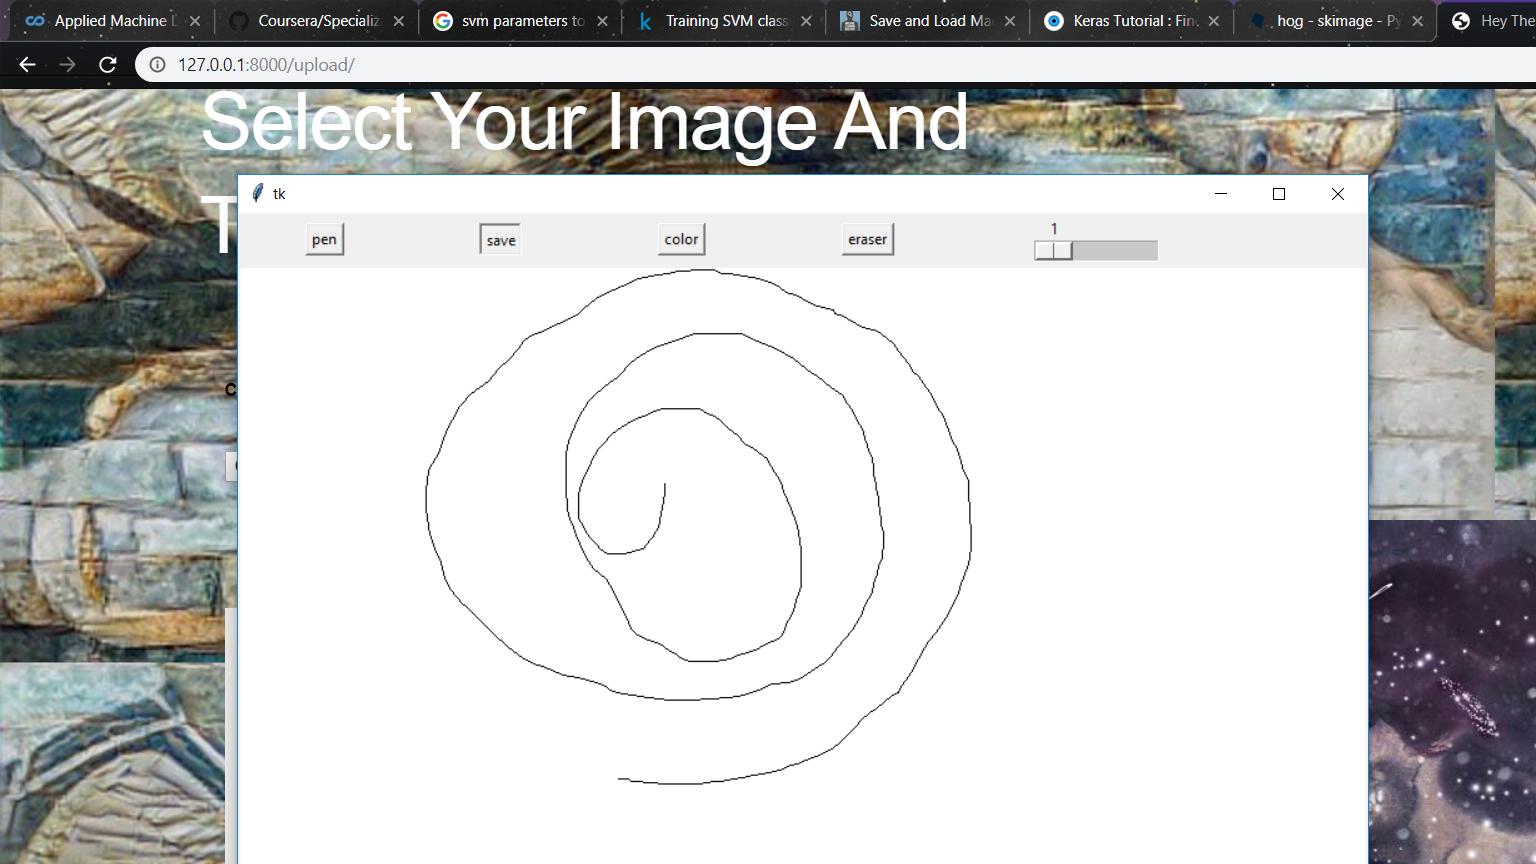 Applied Machine L
Coursera/Specializ
svm parameters to
Training SVM class
Save and Load Ma
Keras Tutorial : Fin
hog - skimage - Py
Hey The
127.0.0.1:8000/upload/
Select Your Image And
T
tk
pen
save
color
eraser
1